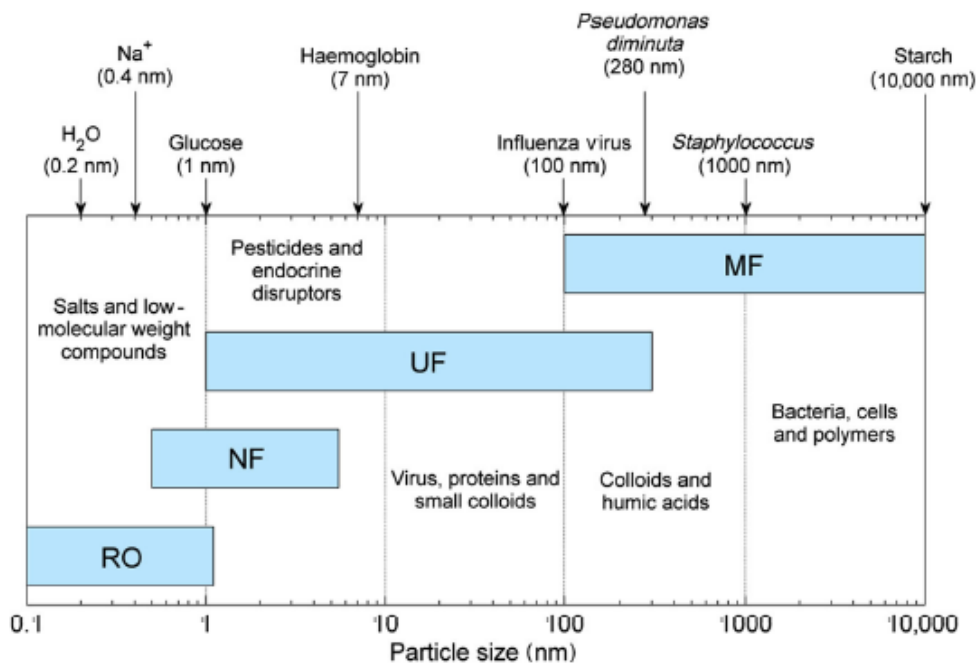 Pseudomonas
diminuta
(280 nm)
Na⁺
(0.4 nm)
Haemoglobin
(7 nm)
Starch
(10,000 nm)
H₂O
(0.2 nm)
Glucose
(1 nm)
Influenza virus
(100 nm)
Staphylococcus
(1000 nm)
Pesticides and
endocrine
disruptors
MF
Salts and low-
molecular weight
compounds
UF
Bacteria, cells
and polymers
NF
Virus, proteins and
small colloids
Colloids and
humic acids
RO
0.1 1 10 100 1000 10,000
Particle size (nm)